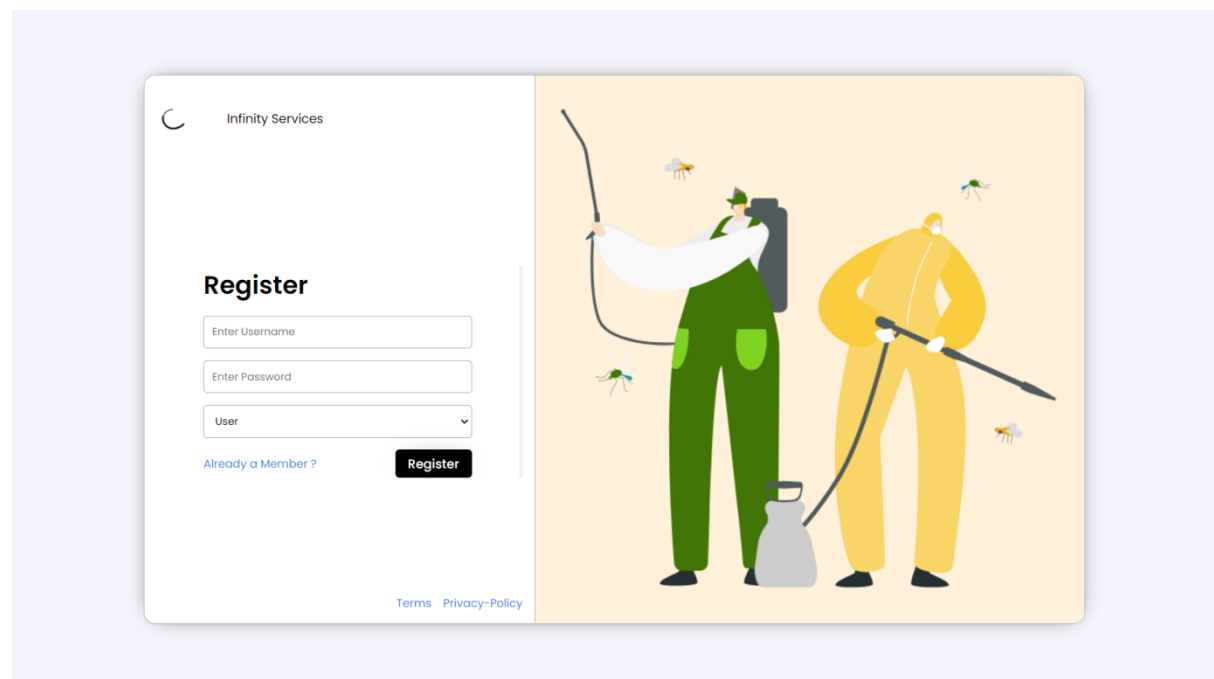 Infinity Services
Register
Enter Username
Enter Password
User
Already a Member ?
Register
Terms Privacy-Policy